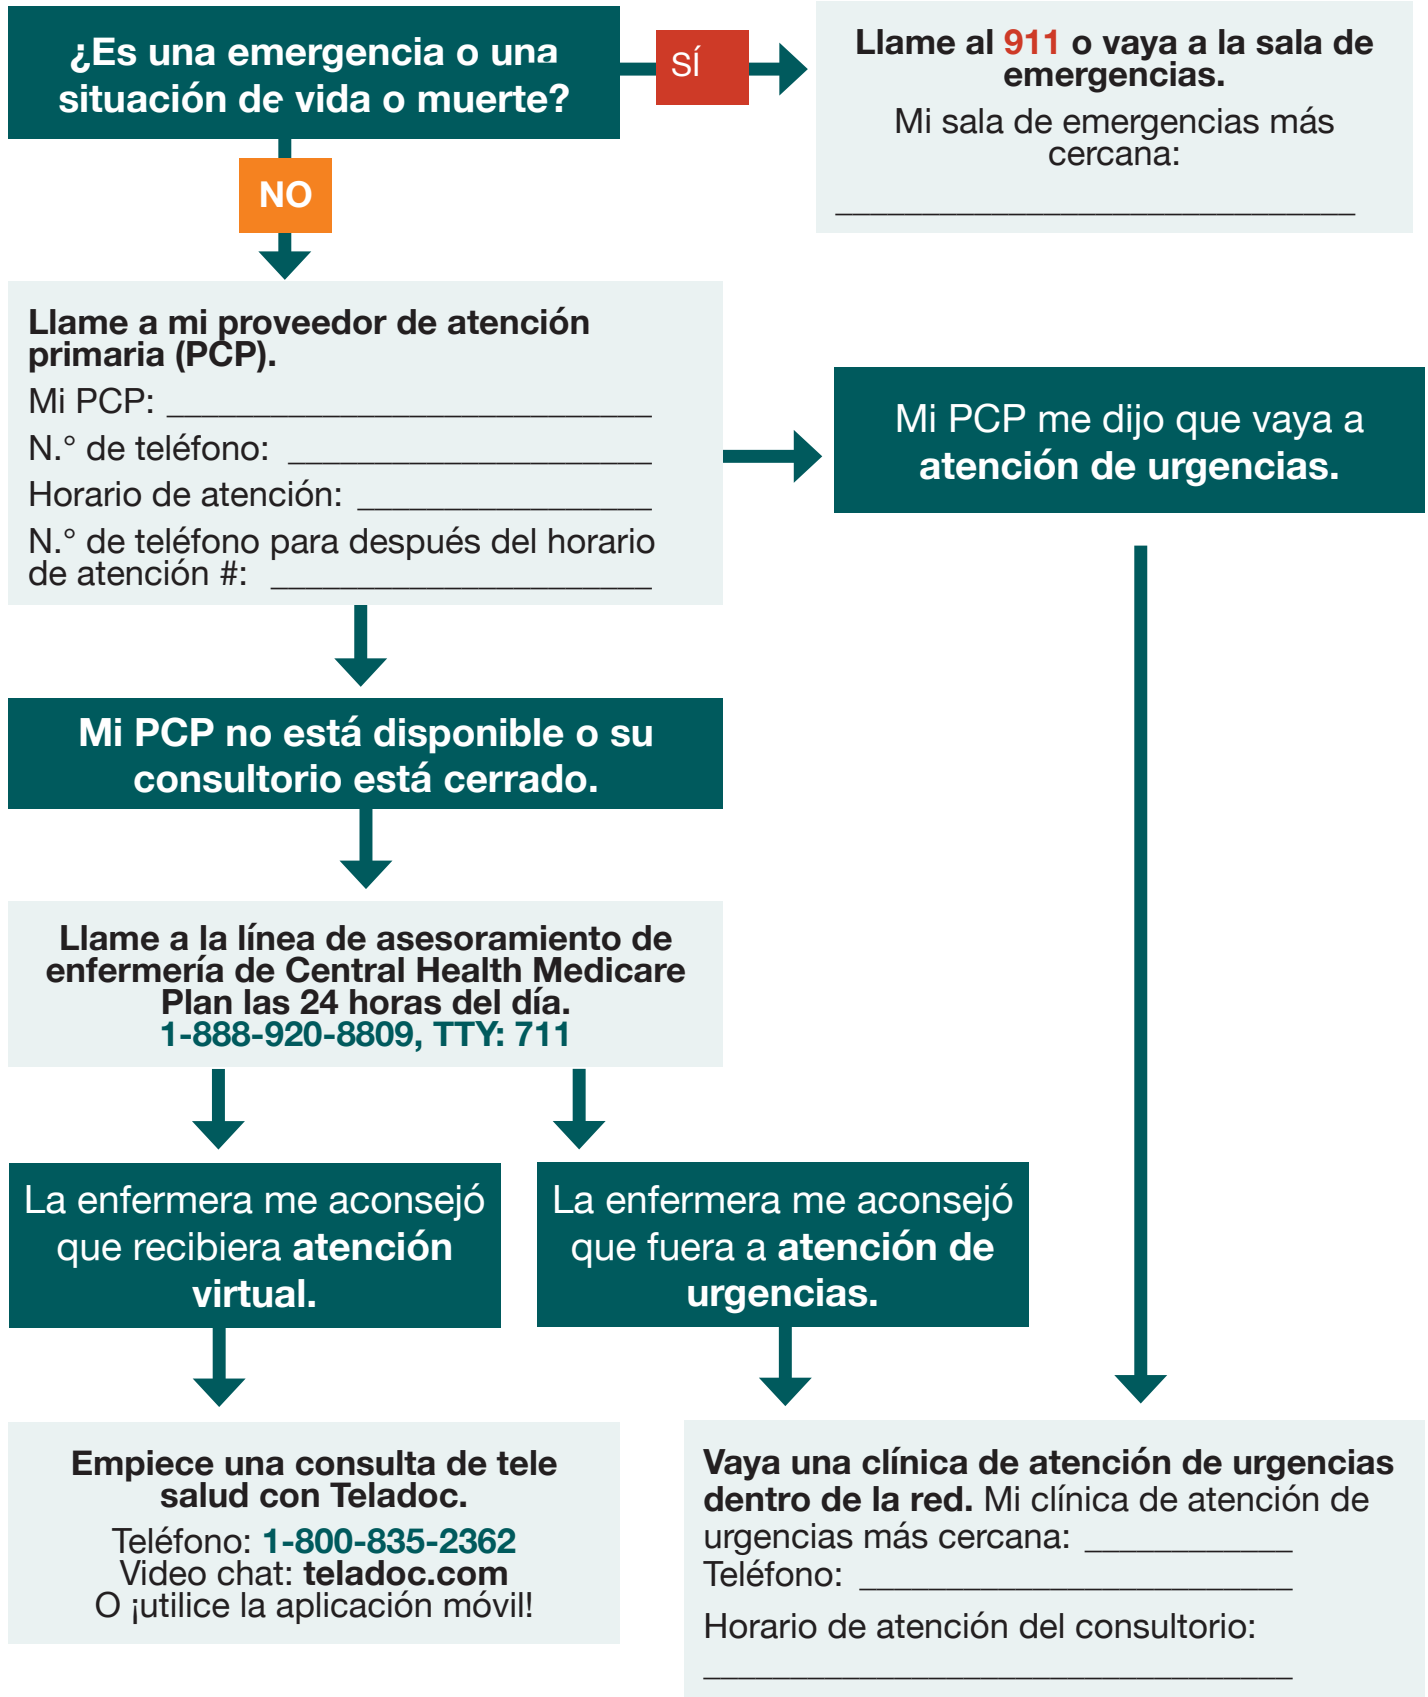 ¿Es una emergencia o una
situación de vida o muerte?
SÍ
Llame al 911 o vaya a la sala de
emergencias.
Mi sala de emergencias más
cercana:
NO
Llame a mi proveedor de atención
primaria (PCP).
Mi PCP:
N.° de teléfono:
Horario de atención:
N.° de teléfono para después del horario
de atención #:
Mi PCP me dijo que vaya a
atención de urgencias.
Mi PCP no está disponible o su
consultorio está cerrado.
Llame a la línea de asesoramiento de
enfermería de Central Health Medicare
Plan las 24 horas del día.
1-888-920-8809, TTY: 711
La enfermera me aconsejó
que recibiera atención
virtual.
La enfermera me aconsejó
que fuera a atención de
urgencias.
Empiece una consulta de tele
salud con Teladoc.
Teléfono: 1-800-835-2362
Video chat: teladoc.com
O ¡utilice la aplicación móvil!
Vaya una clínica de atención de urgencias
dentro de la red. Mi clínica de atención de
urgencias más cercana:
Teléfono:
Horario de atención del consultorio: